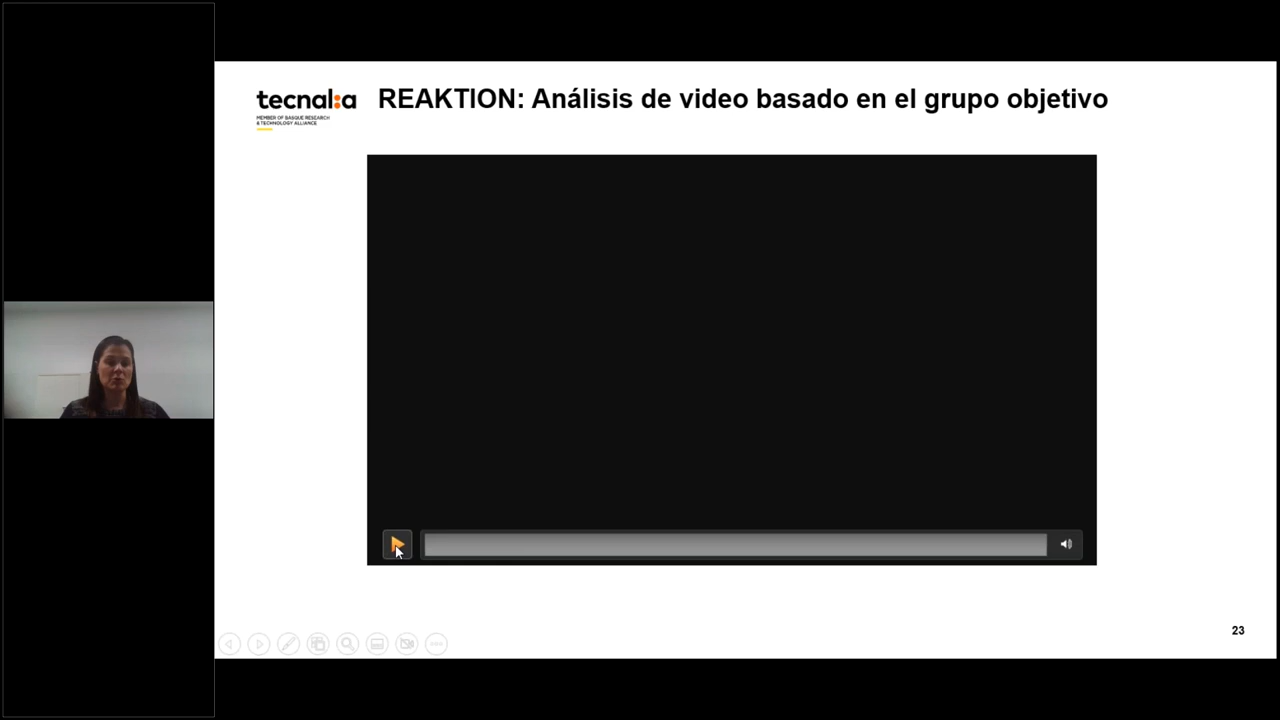 tecnal:a
MEMBER OF BASQUE RESEARCH
& TECHNOLOGY ALLIANCE
REAKTION: Análisis de video basado en el grupo objetivo
23